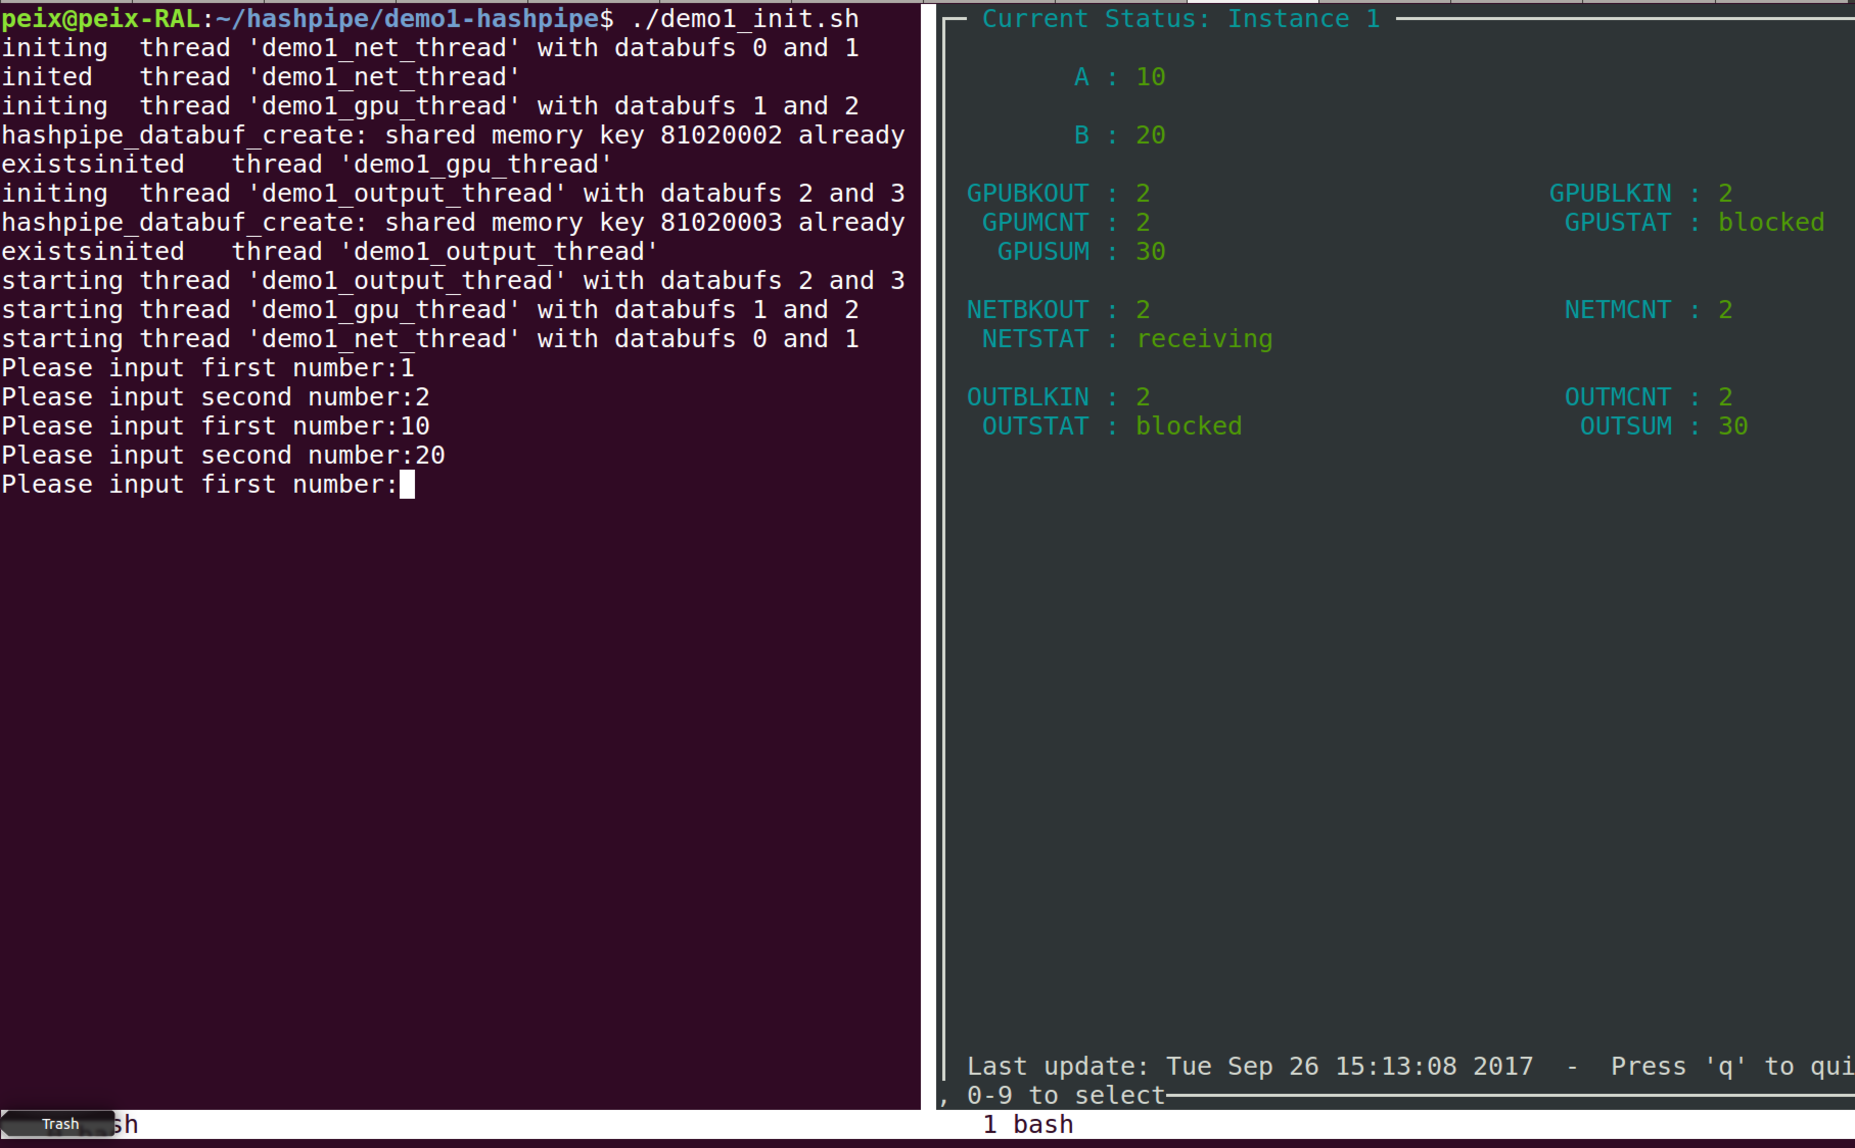 peix@peix-RAL:~/hashpipe/demo1-hashpipe$ ./demo1_init.sh
initing  thread 'demo1_net_thread' with databufs 0 and 1
inited   thread 'demo1_net_thread'
initing  thread 'demo1_gpu_thread' with databufs 1 and 2
hashpipe_databuf_create: shared memory key 81020002 already
existsinited   thread 'demo1_gpu_thread'
initing  thread 'demo1_output_thread' with databufs 2 and 3
hashpipe_databuf_create: shared memory key 81020003 already
existsinited   thread 'demo1_output_thread'
starting thread 'demo1_output_thread' with databufs 2 and 3
starting thread 'demo1_gpu_thread' with databufs 1 and 2
starting thread 'demo1_net_thread' with databufs 0 and 1
Please input first number:1
Please input second number:2
Please input first number:10
Please input second number:20
Please input first number:
Current Status: Instance 1
A : 10
B : 20
GPUBKOUT : 2 GPUBLKIN : 2
GPUMCNT : 2 GPUSTAT : blocked
GPUSUM : 30
NETBKOUT : 2 NETMCNT : 2
NETSTAT : receiving
OUTBLKIN : 2 OUTMCNT : 2
OUTSTAT : blocked OUTSUM : 30
Last update: Tue Sep 26 15:13:08 2017  -  Press 'q' to qui
, 0-9 to select
Trash
1 bash